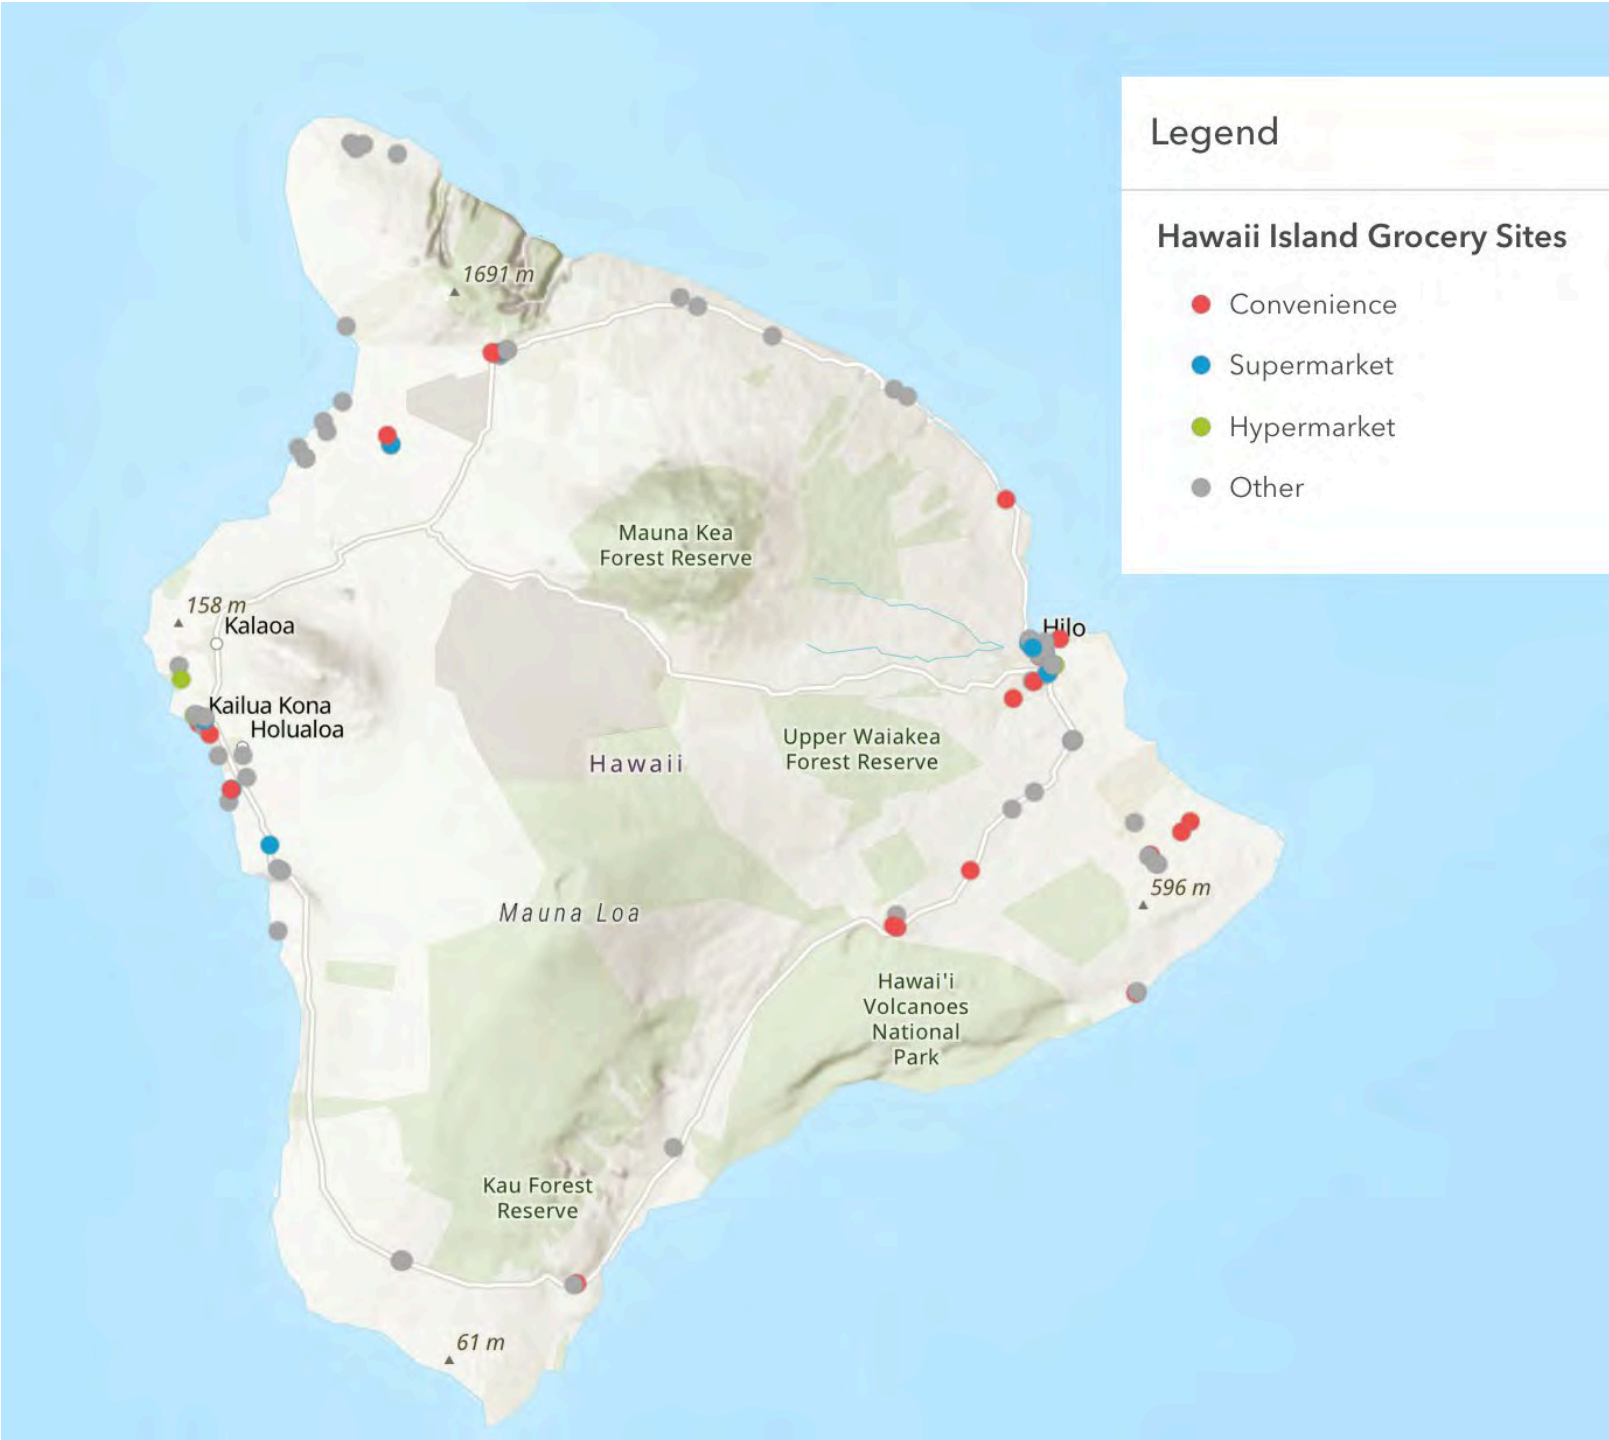 Legend
Hawaii Island Grocery Sites
Convenience
Supermarket
Hypermarket
Other
1691 m
Mauna Kea
Forest Reserve
158 m
Kalaoa
Hilo
Kailua Kona
Holualoa
Hawaii
Upper Waiakea
Forest Reserve
596 m
Mauna Loa
Hawai'i
Volcanoes
National
Park
Kau Forest
Reserve
61 m